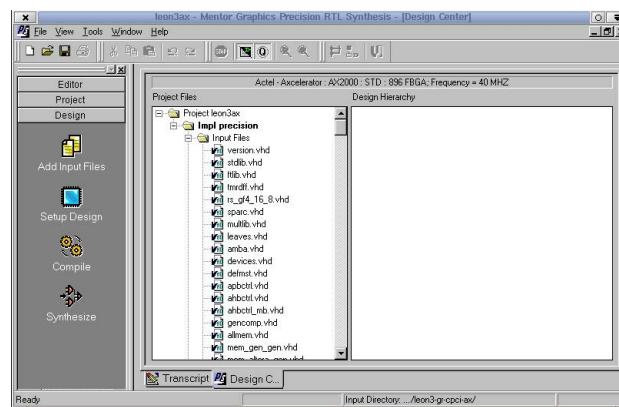 leon3ax - Mentor Graphics Precision RTL Synthesis - [Design Center]
File View Tools Window Help
Editor
Project
Design
Add Input Files
Setup Design
Compile
Synthesize
Actel - Axcelerator : AX2000 : STD : 896 FBGA; Frequency = 40 MHZ
Project Files
Design Hierarchy
Project leon3ax
Impl precision
Input Files
version.vhd
stdlib.vhd
ftlib.vhd
tmrdff.vhd
rs_gf4_16_8.vhd
sparc.vhd
multlib.vhd
leaves.vhd
amba.vhd
devices.vhd
defmst.vhd
apbctrl.vhd
ahbctrl.vhd
ahbctrl_mb.vhd
gencomp.vhd
allmem.vhd
mem_gen_gen.vhd
mem_altera_gen.vhd
Transcript
Design C...
Ready
Input Directory: .../leon3-gr-cpci-ax/